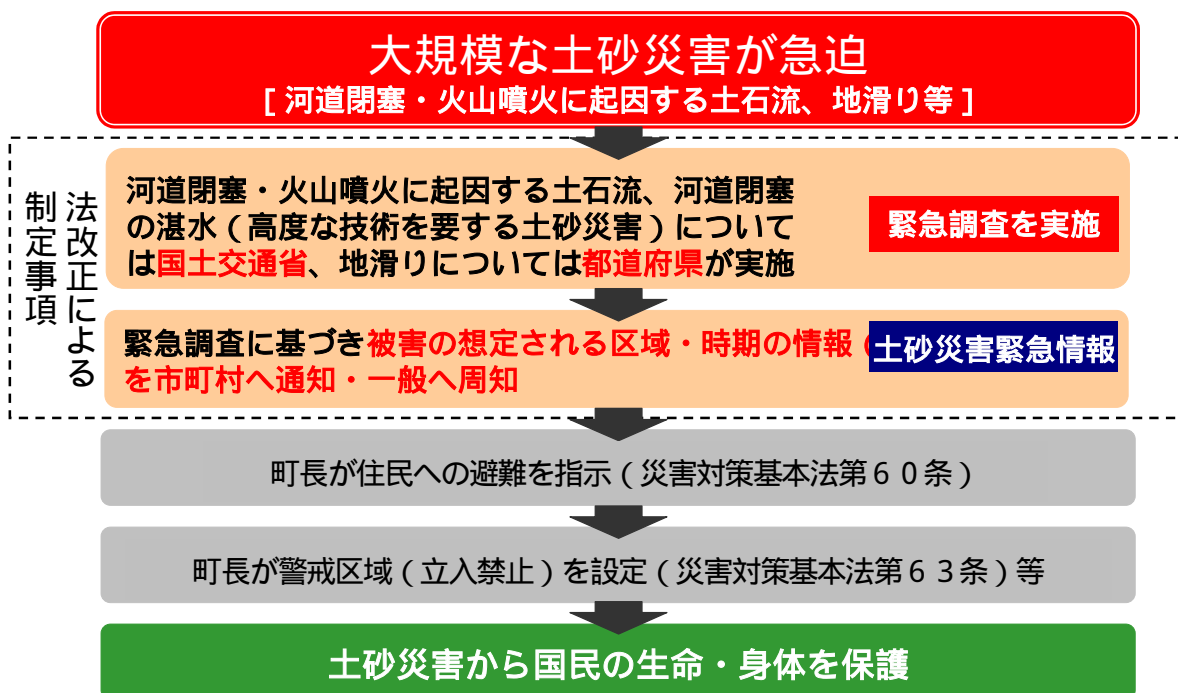 大規模な土砂災害が急迫
[ 河道閉塞・火山噴火に起因する土石流、地滑り等 ]
法改正による
制定事項
河道閉塞・火山噴火に起因する土石流、河道閉塞
の湛水(高度な技術を要する土砂災害)について
は国土交通省、地滑りについては都道府県が実施
緊急調査を実施
緊急調査に基づき被害の想定される区域・時期の情報(
を市町村へ通知・一般へ周知
土砂災害緊急情報
町長が住民への避難を指示(災害対策基本法第60条)
町長が警戒区域(立入禁止)を設定(災害対策基本法第63条)等
土砂災害から国民の生命・身体を保護